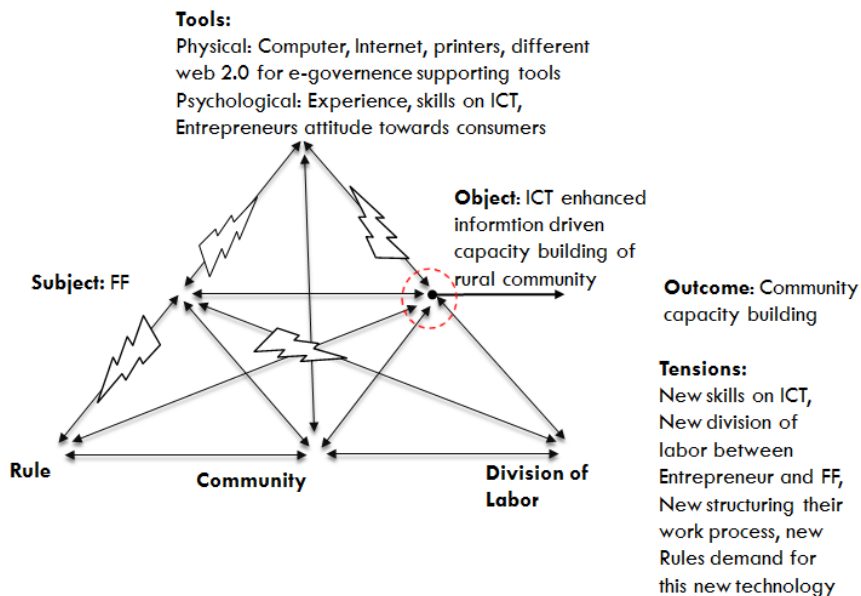 Tools:
Physical: Computer, Internet, printers, different
web 2.0 for e-governence supporting tools
Psychological: Experience, skills on ICT,
Entrepreneurs attitude towards consumers
Object: ICT enhanced
informtion driven
capacity building of
rural community
Subject: FF
Outcome: Community
capacity building
Tensions:
New skills on ICT,
New division of
labor between
Entrepreneur and FF,
New structuring their
work process, new
Rules demand for
this new technology
Rule
Community
Division of
Labor